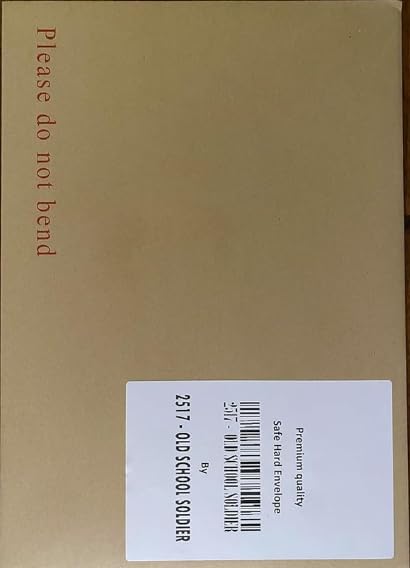 Please do not bend
Premium quality
Safe Hard Envelope
2517 - OLD SCHOOL SOLDIER
By
2517 - OLD SCHOOL SOLDIER